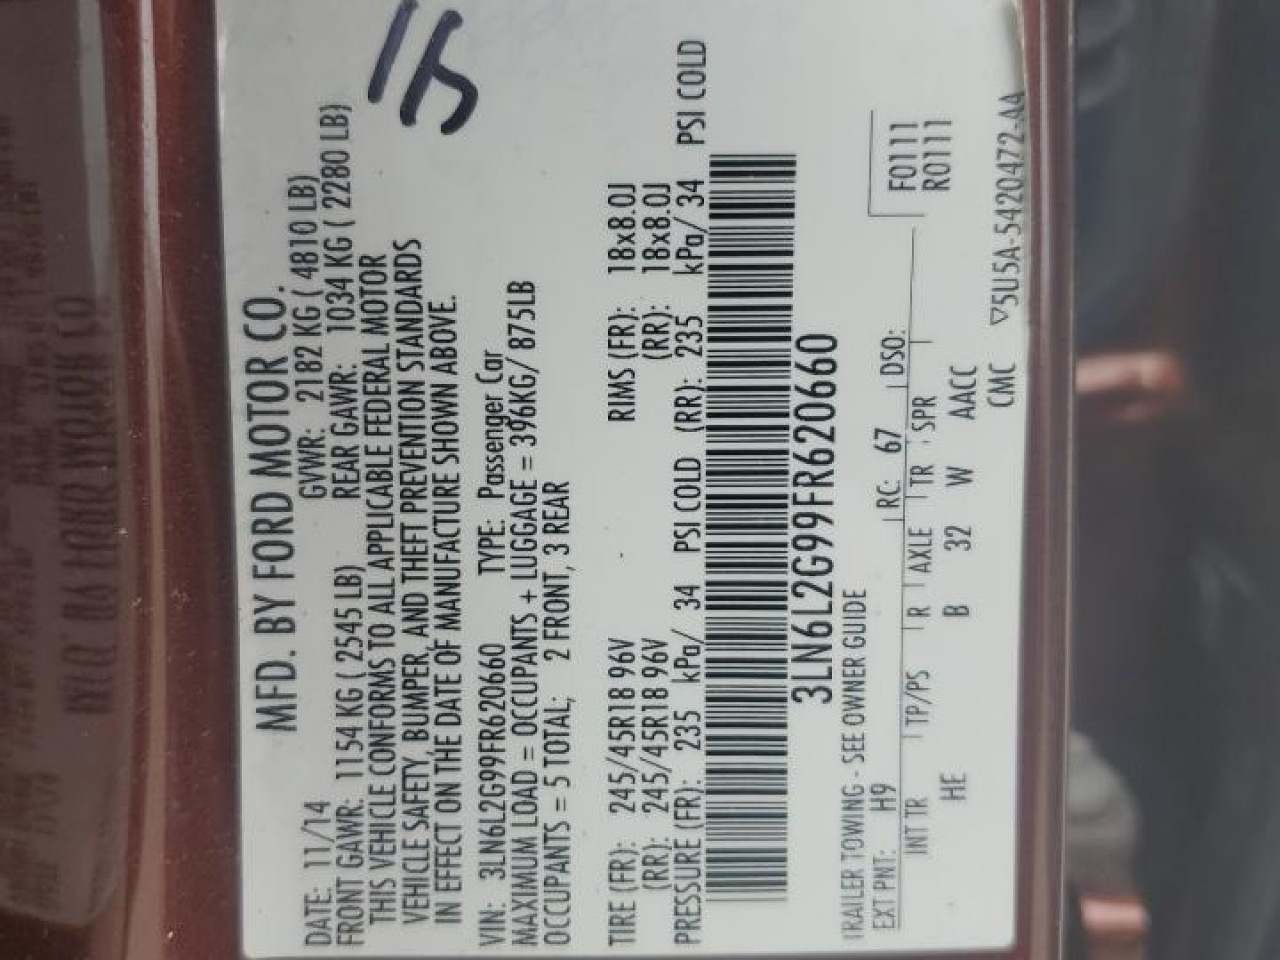 MFD. BY FORD MOTOR CO.
DATE: 11/14 GVWR: 2182 KG ( 4810 LB)
FRONT GAWR: 1154 KG ( 2545 LB) REAR GAWR: 1034 KG ( 2280 LB)
THIS VEHICLE CONFORMS TO ALL APPLICABLE FEDERAL MOTOR
VEHICLE SAFETY, BUMPER, AND THEFT PREVENTION STANDARDS
IN EFFECT ON THE DATE OF MANUFACTURE SHOWN ABOVE.
VIN: 3LN6L2G99FR620660 TYPE: Passenger Car
MAXIMUM LOAD = OCCUPANTS + LUGGAGE = 396KG/ 875LB
OCCUPANTS = 5 TOTAL; 2 FRONT, 3 REAR
TIRE (FR): 245/45R18 96V RIMS (FR): 18x8.0J
(RR): 245/45R18 96V (RR): 18x8.0J
PRESSURE (FR): 235 kPa/ 34 PSI COLD (RR): 235 kPa/ 34 PSI COLD
3LN6L2G99FR620660
TRAILER TOWING - SEE OWNER GUIDE
EXT PNT: H9 RC: 67 DSO: F0111
INT TR TP/PS R AXLE TR SPR R0111
HE B 32 W AACC
CMC ▽5U5A-5420472-AA